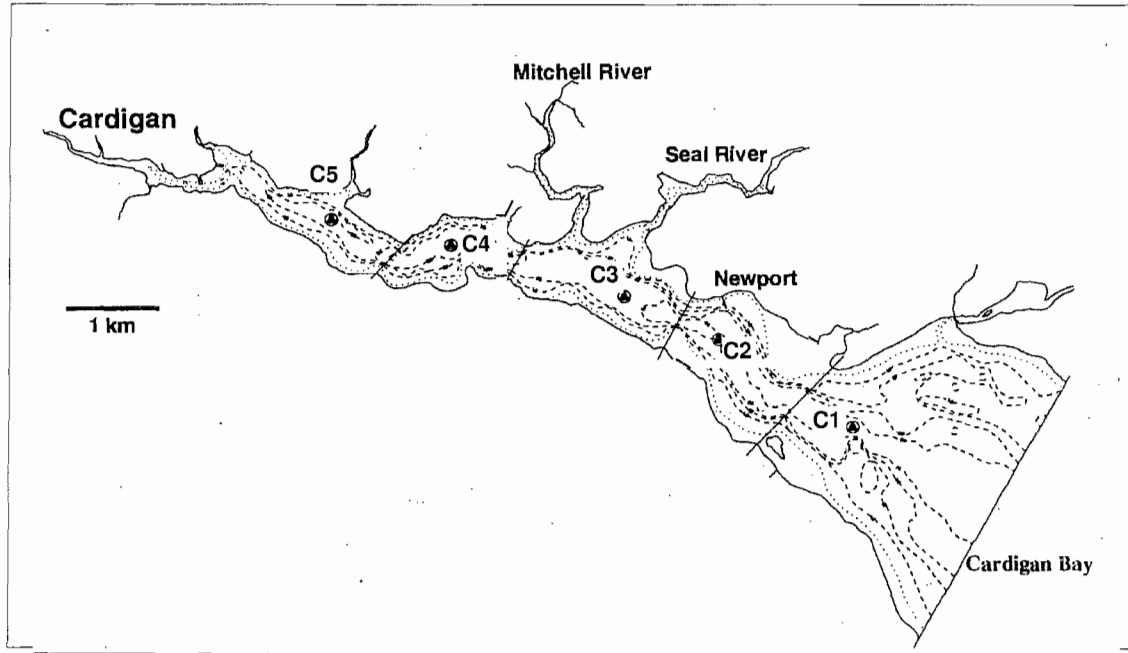 Mitchell River
Cardigan
Seal River
C5
C4
C3
Newport
1 km
C2
C1
Cardigan Bay